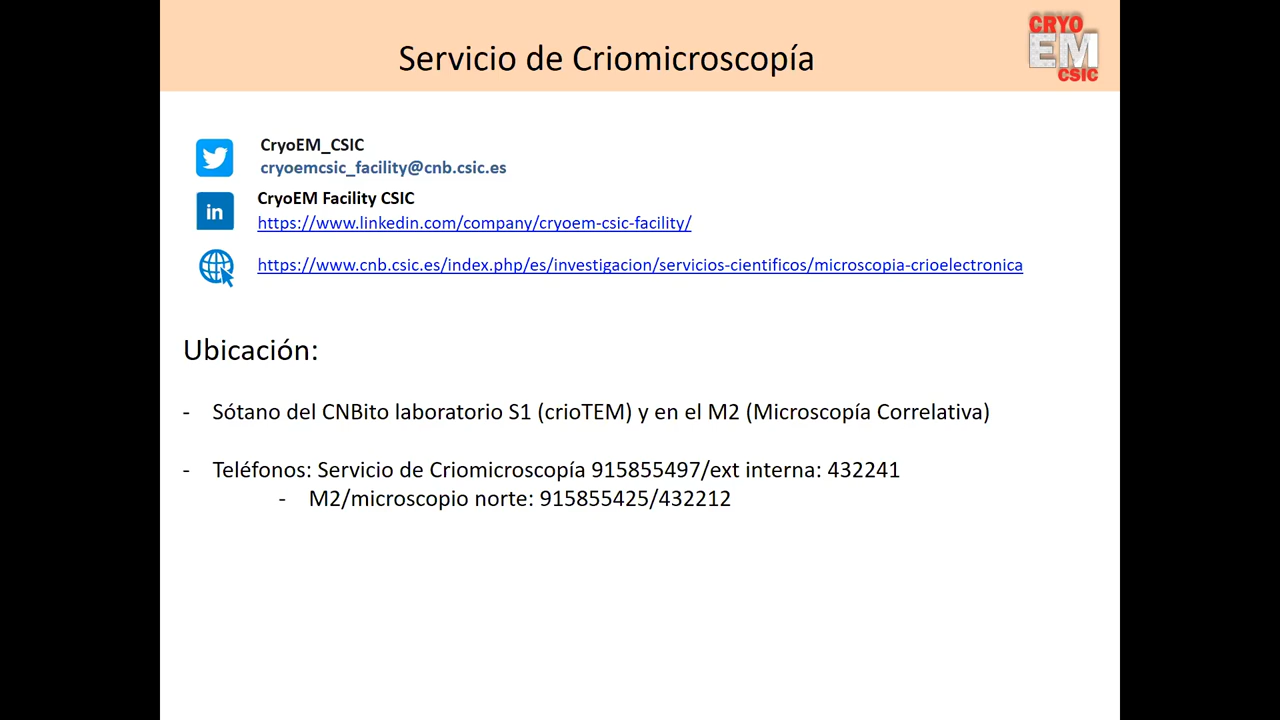 Servicio de Criomicroscopía
CRYO
EM
CSIC
CryoEM_CSIC
cryoemcsic_facility@cnb.csic.es
in
CryoEM Facility CSIC
https://www.linkedin.com/company/cryoem-csic-facility/
https://www.cnb.csic.es/index.php/es/investigacion/servicios-cientificos/microscopia-crioelectronica
Ubicación:
- Sótano del CNBito laboratorio S1 (crioTEM) y en el M2 (Microscopía Correlativa)
- Teléfonos: Servicio de Criomicroscopía 915855497/ext interna: 432241
- M2/microscopio norte: 915855425/432212